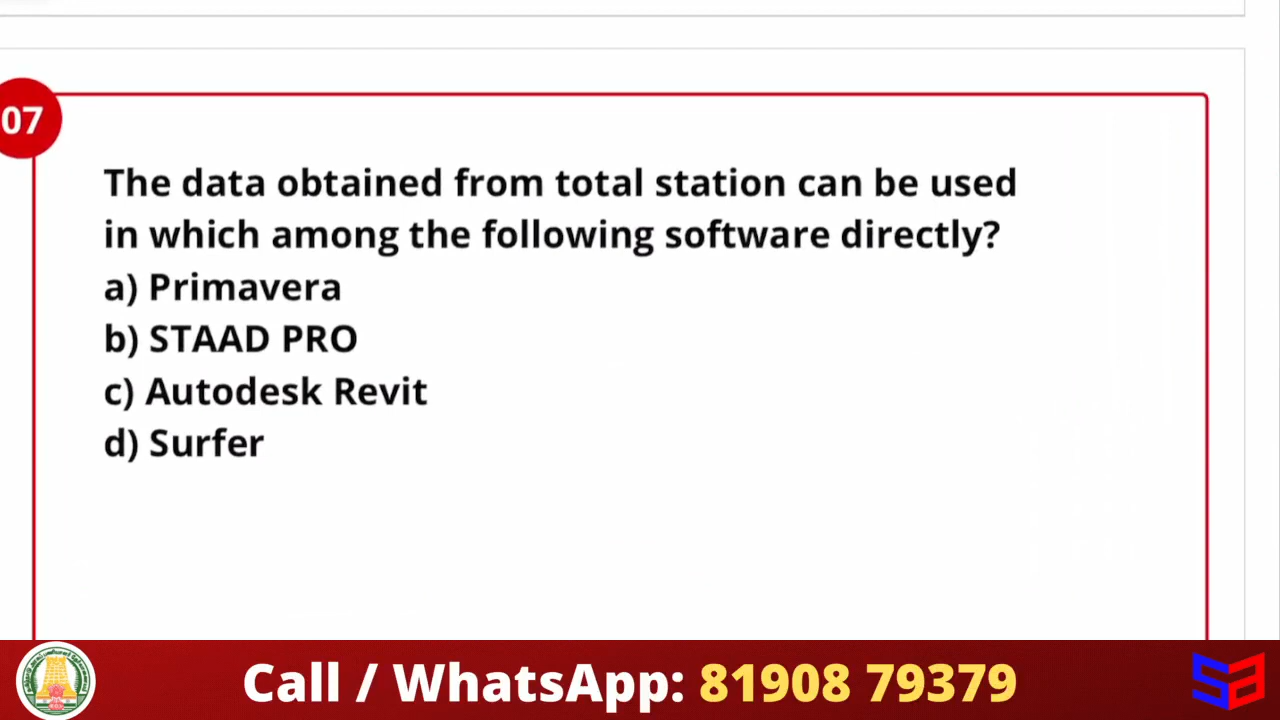 07
The data obtained from total station can be used
in which among the following software directly?
a) Primavera
b) STAAD PRO
c) Autodesk Revit
d) Surfer
Call / WhatsApp: 81908 79379
SA